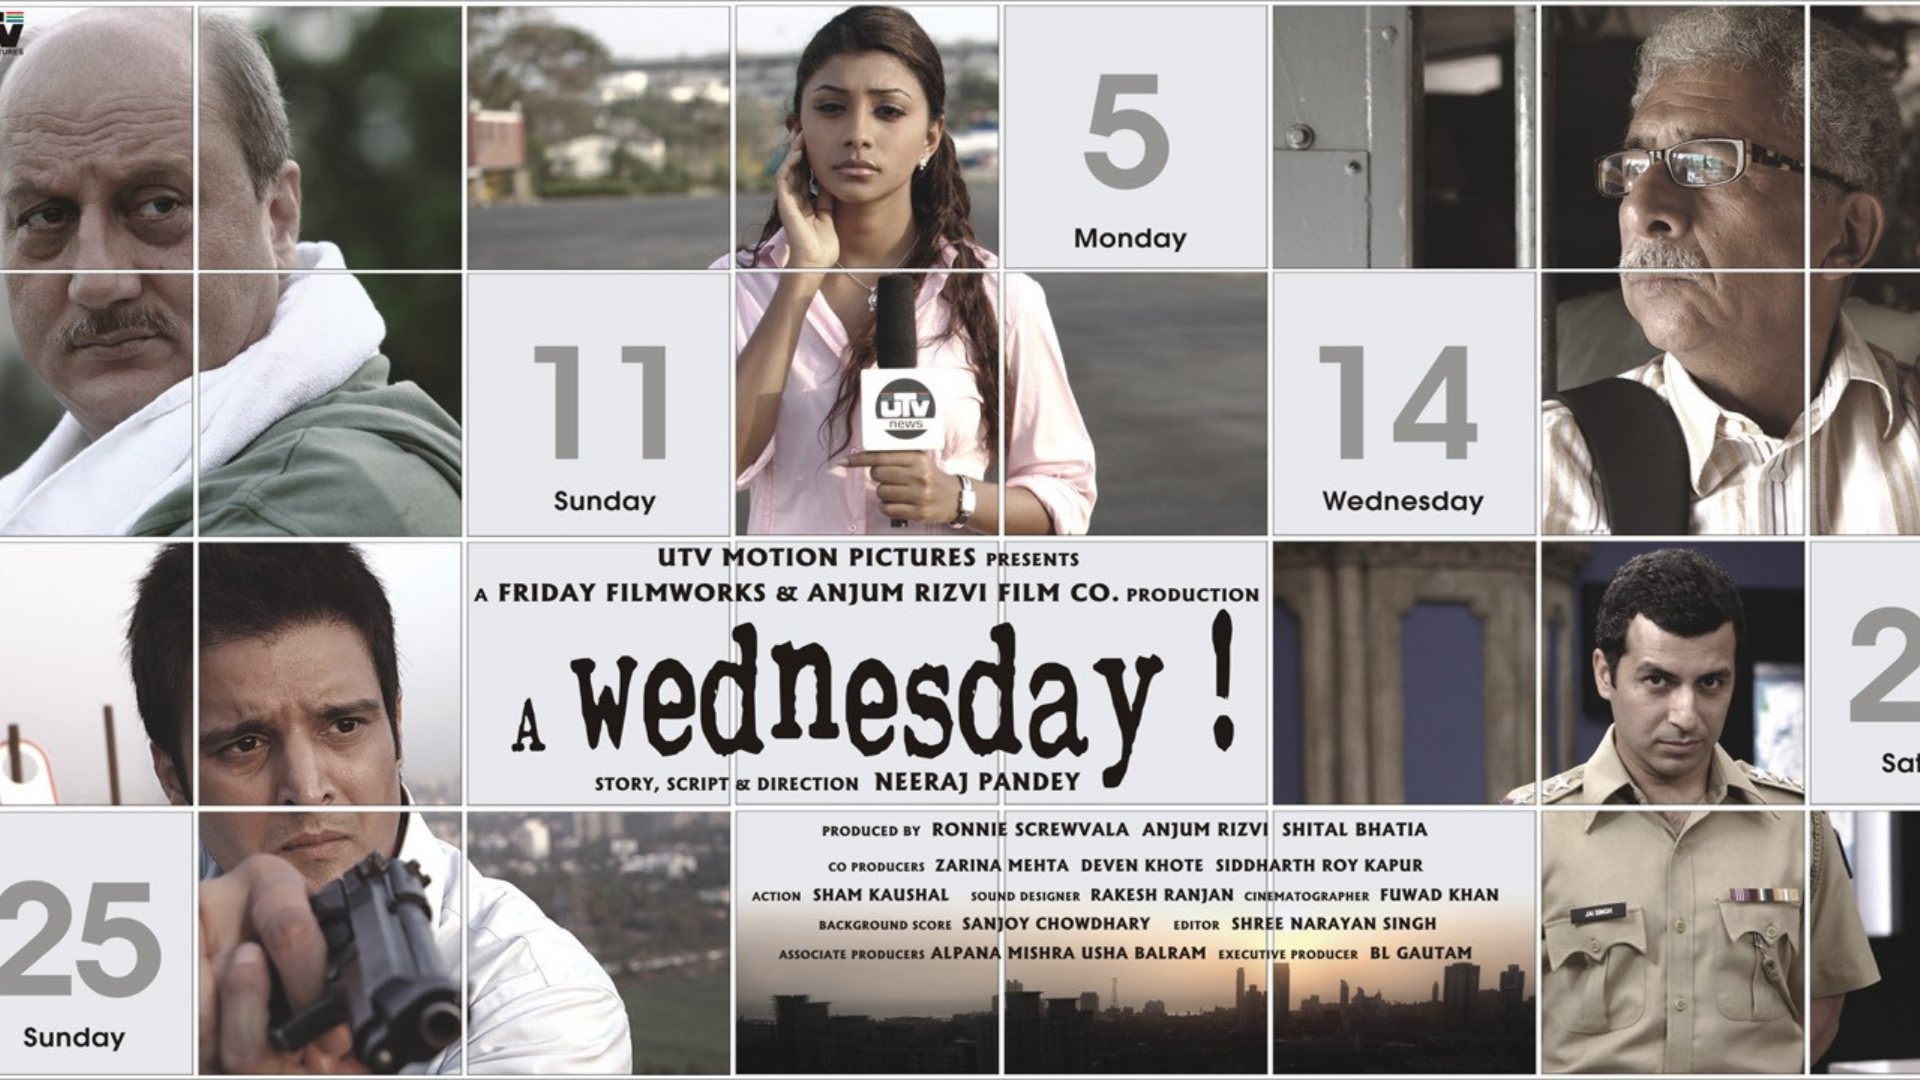 V
5
Monday
11
Sunday
14
Wednesday
UTV
news
UTV MOTION PICTURES PRESENTS
A FRIDAY FILMWORKS & ANJUM RIZVI FILM CO. PRODUCTION
A wednesday !
STORY, SCRIPT & DIRECTION NEERAJ PANDEY
2
Sat
25
Sunday
PRODUCED BY RONNIE SCREWVALA ANJUM RIZVI SHITAL BHATIA
CO PRODUCERS ZARINA MEHTA DEVEN KHOTE SIDDHARTH ROY KAPUR
ACTION SHAM KAUSHAL SOUND DESIGNER RAKESH RANJAN CINEMATOGRAPHER FUWAD KHAN
BACKGROUND SCORE SANJOY CHOWDHARY EDITOR SHREE NARAYAN SINGH
ASSOCIATE PRODUCERS ALPANA MISHRA USHA BALRAM EXECUTIVE PRODUCER BL GAUTAM
JAI SINGH